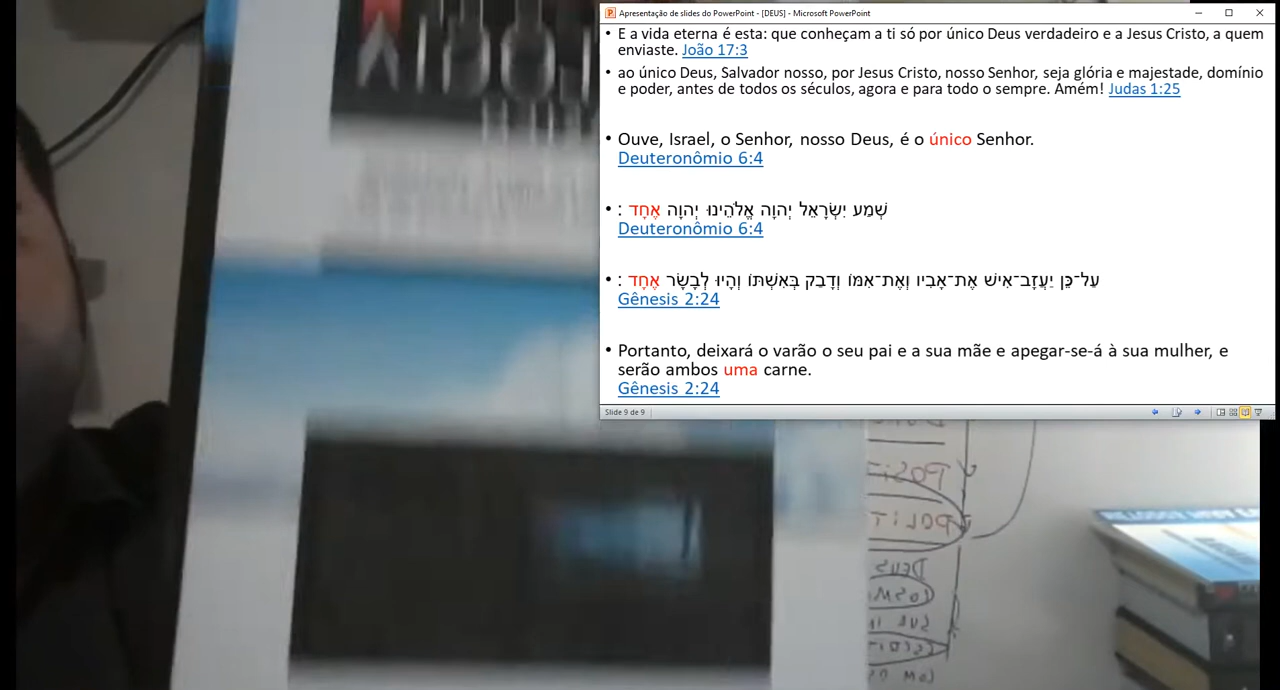 Apresentação de slides do PowerPoint - [DEUS] - Microsoft PowerPoint
• E a vida eterna é esta: que conheçam a ti só por único Deus verdadeiro e a Jesus Cristo, a quem
enviaste. João 17:3
• ao único Deus, Salvador nosso, por Jesus Cristo, nosso Senhor, seja glória e majestade, domínio
e poder, antes de todos os séculos, agora e para todo o sempre. Amém! Judas 1:25
• Ouve, Israel, o Senhor, nosso Deus, é o único Senhor.
Deuteronômio 6:4
• שְׁמַע יִשְׂרָאֵל יְהוָה אֱלֹהֵינוּ יְהוָה אֶחָד :
Deuteronômio 6:4
• עַל־כֵּן יַעֲזָב־אִישׁ אֶת־אָבִיו וְאֶת־אִמּוֹ וְדָבַק בְּאִשְׁתּוֹ וְהָיוּ לְבָשָׂר אֶחָד :
Gênesis 2:24
• Portanto, deixará o varão o seu pai e a sua mãe e apegar-se-á à sua mulher, e
serão ambos uma carne.
Gênesis 2:24
Slide 9 de 9
DEUS